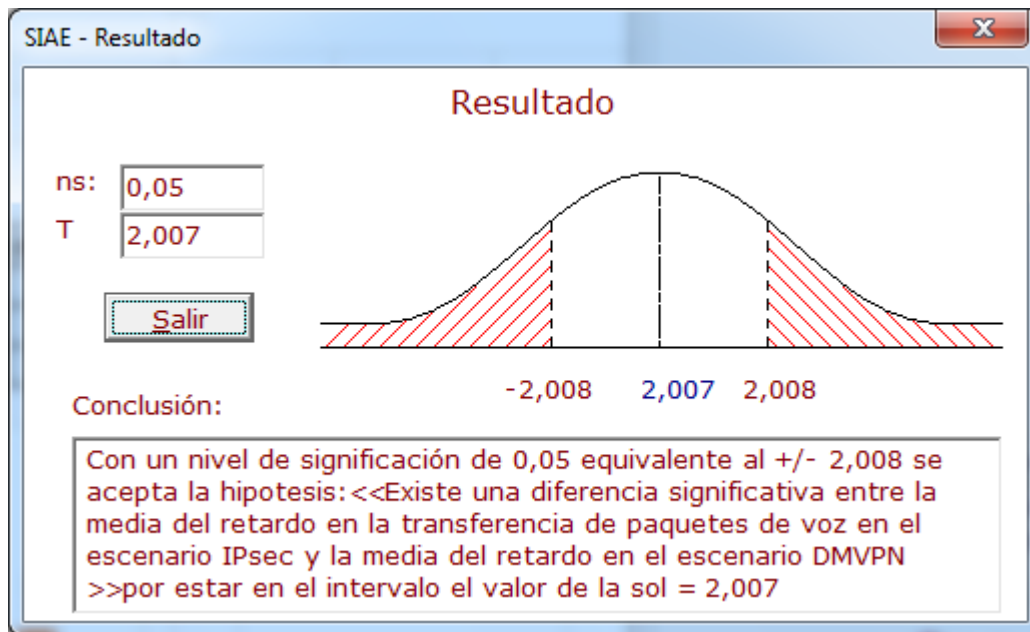 SIAE - Resultado
Resultado
ns: 0,05
T 2,007
Salir
-2,008 2,007 2,008
Conclusión:
Con un nivel de significación de 0,05 equivalente al +/- 2,008 se
acepta la hipotesis:<<Existe una diferencia significativa entre la
media del retardo en la transferencia de paquetes de voz en el
escenario IPsec y la media del retardo en el escenario DMVPN
>>por estar en el intervalo el valor de la sol = 2,007